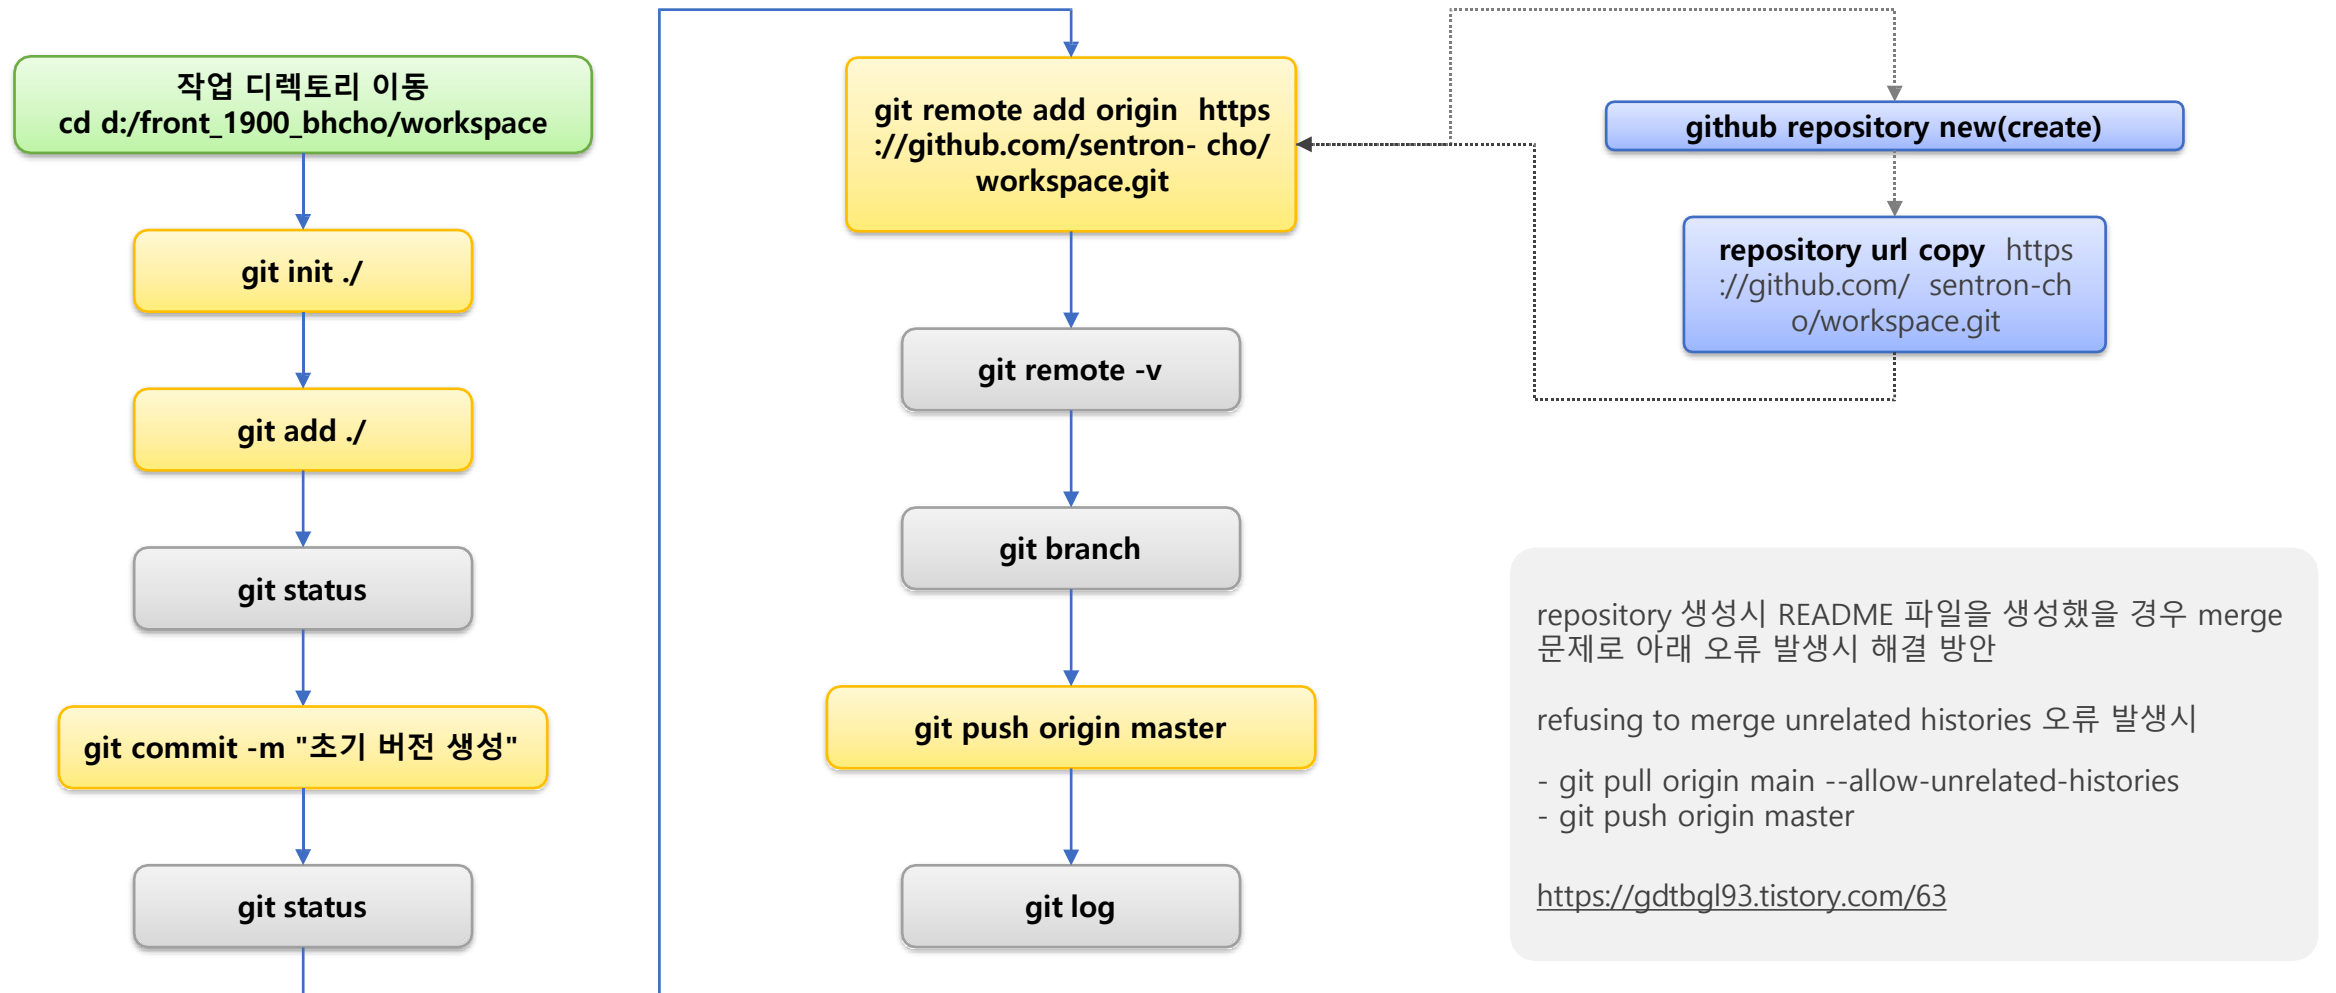 작업 디렉토리 이동
cd d:/front_1900_bhcho/workspace
git init ./
git add ./
git status
git commit -m "초기 버전 생성"
git status
git remote add origin  https
://github.com/sentron- cho/
workspace.git
git remote -v
git branch
git push origin master
git log
github repository new(create)
repository url copy  https
://github.com/  sentron-ch
o/workspace.git
repository 생성시 README 파일을 생성했을 경우 merge
문제로 아래 오류 발생시 해결 방안
refusing to merge unrelated histories 오류 발생시
- git pull origin main --allow-unrelated-histories
- git push origin master
https://gdtbgl93.tistory.com/63